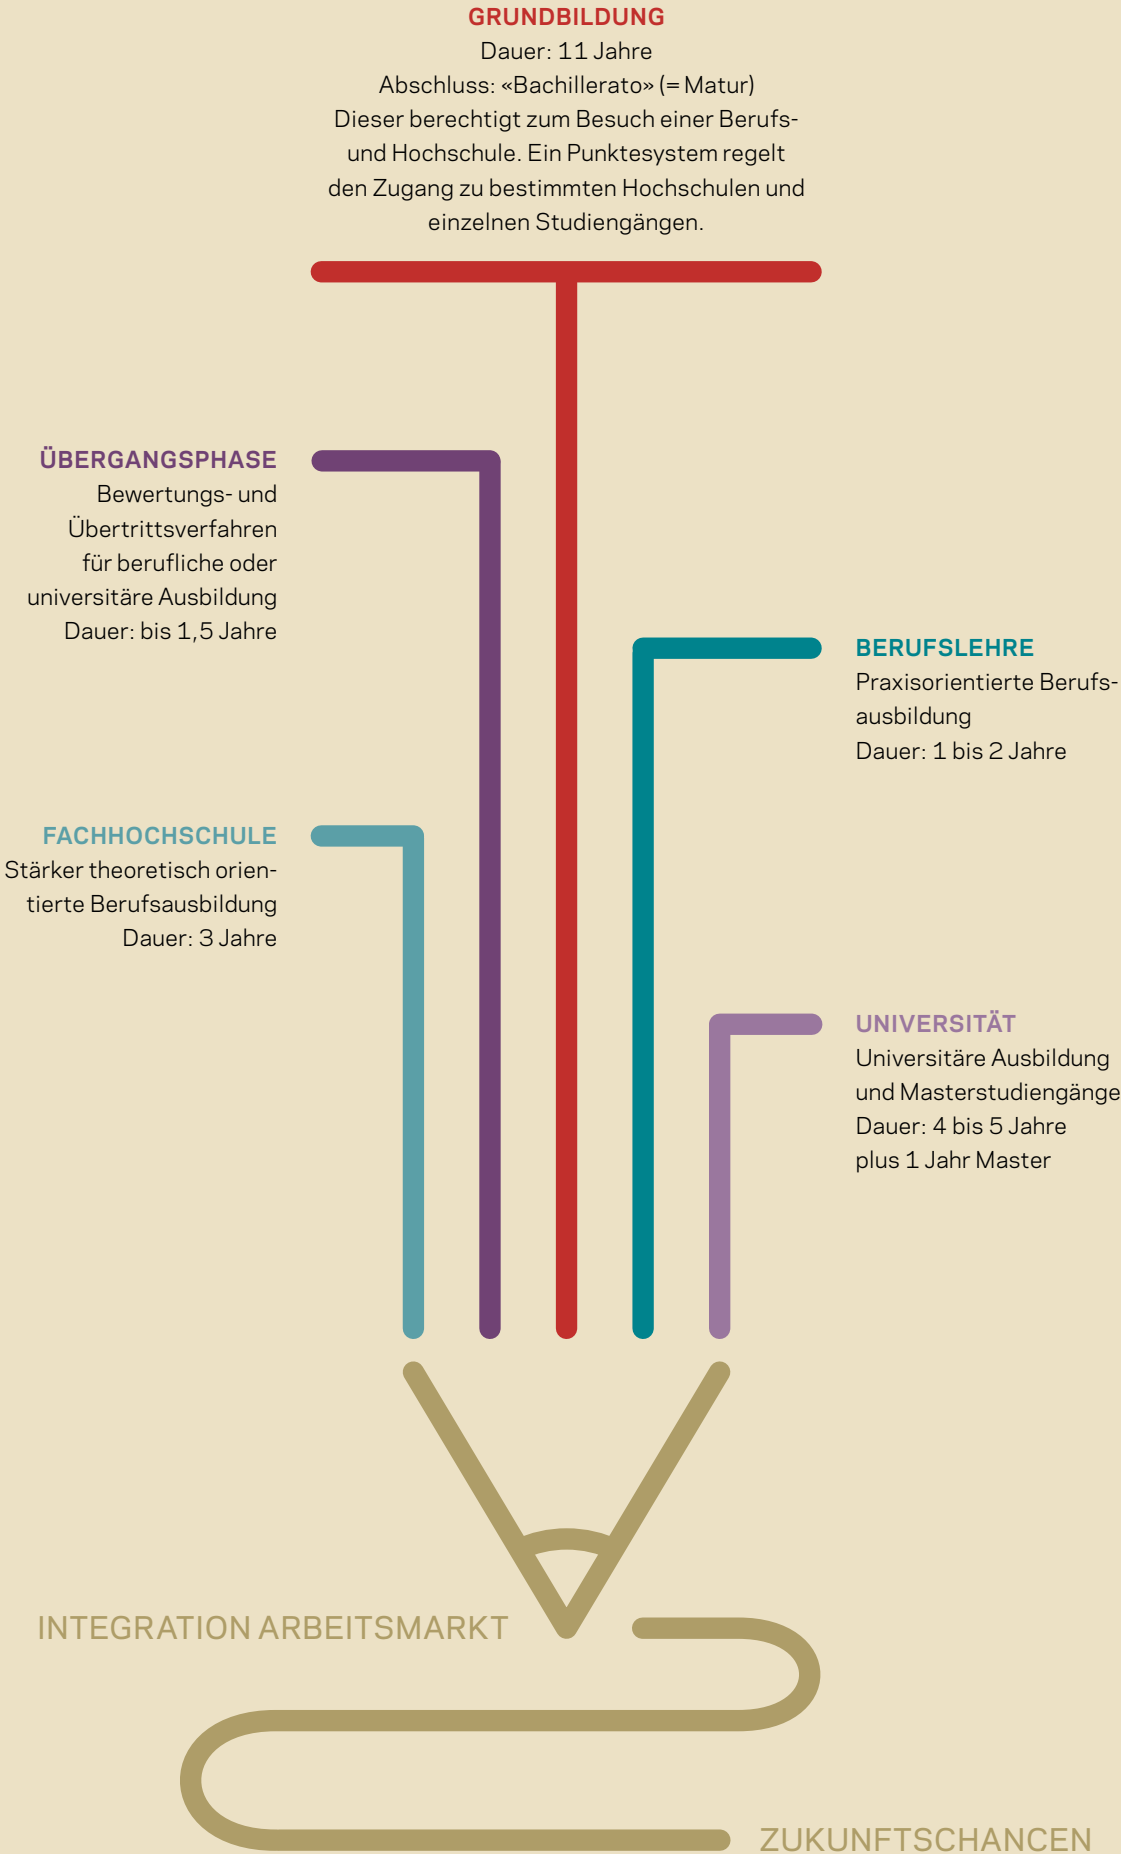 GRUNDBILDUNG
Dauer: 11 Jahre
Abschluss: «Bachillerato» (= Matur)
Dieser berechtigt zum Besuch einer Berufs-
und Hochschule. Ein Punktesystem regelt
den Zugang zu bestimmten Hochschulen und
einzelnen Studiengängen.
ÜBERGANGSPHASE
Bewertungs- und
Übertrittsverfahren
für berufliche oder
universitäre Ausbildung
Dauer: bis 1,5 Jahre
BERUFSLEHRE
Praxisorientierte Berufs-
ausbildung
Dauer: 1 bis 2 Jahre
FACHHOCHSCHULE
Stärker theoretisch orien-
tierte Berufsausbildung
Dauer: 3 Jahre
UNIVERSITÄT
Universitäre Ausbildung
und Masterstudiengänge
Dauer: 4 bis 5 Jahre
plus 1 Jahr Master
INTEGRATION ARBEITSMARKT
ZUKUNFTSCHANCEN